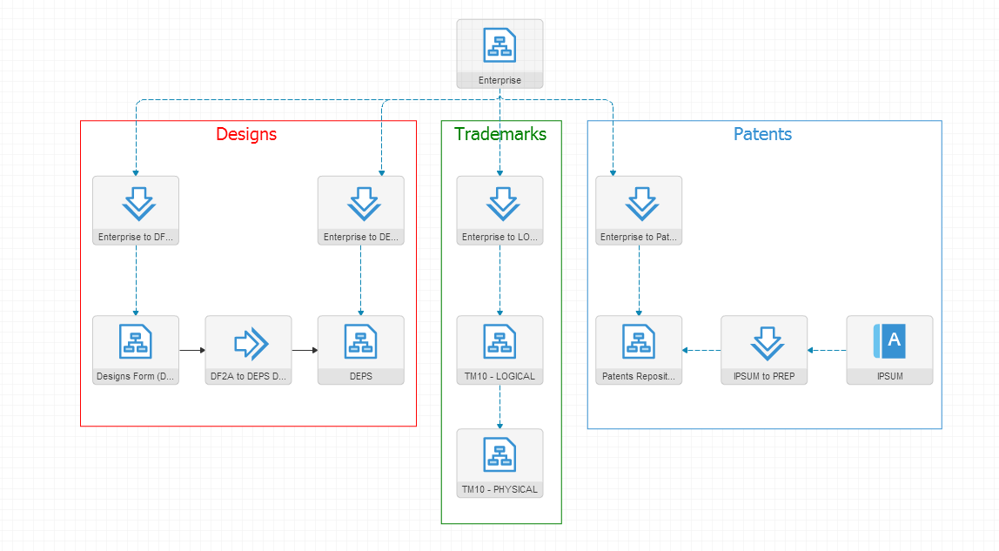 Enterprise
Designs
Trademarks
Patents
Enterprise to DF...
Enterprise to DE...
Enterprise to LO...
Enterprise to Pat...
Designs Form (D...
DF2A to DEPS D...
DEPS
TM10 - LOGICAL
Patents Reposit...
IPSUM to PREP
A
IPSUM
TM10 - PHYSICAL